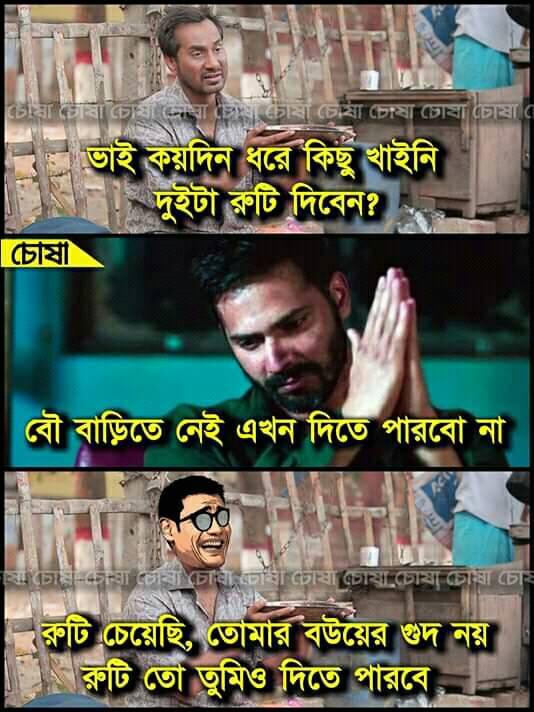 চোষা চোষা চোষা চোষা চোষা চোষা চোষা চোষা চোষা চোষা
ভাই কয়দিন ধরে কিছু খাইনি
দুইটা রুটি দিবেন?
চোষা
বৌ বাড়িতে নেই এখন দিতে পারবো না
চোষা চোষা চোষা চোষা চোষা চোষা চোষা চোষা চোষা চোষা
রুটি চেয়েছি, তোমার বউয়ের গুদ নয়
রুটি তো তুমিও দিতে পারবে